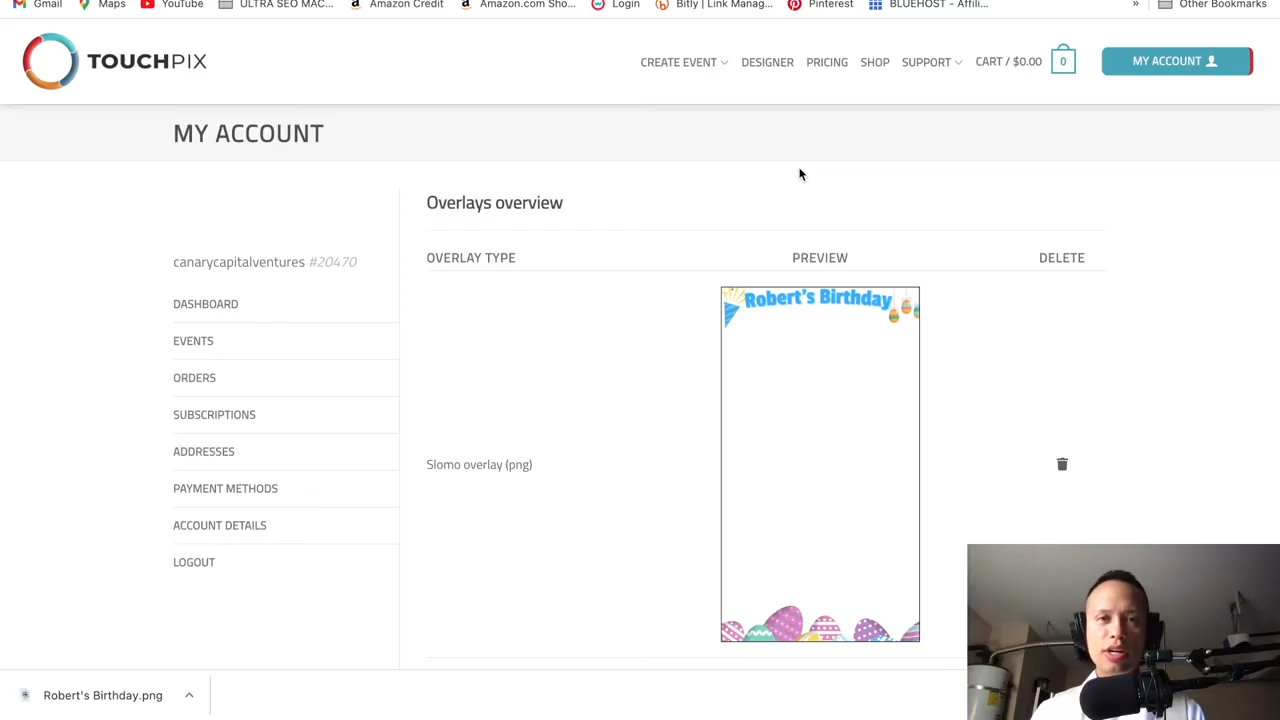 Gmail Maps YouTube ULTRA SEO MAC... Amazon Credit Amazon.com Sho... Login Bitly | Link Manag... Pinterest BLUEHOST - Affili... » Other Bookmarks
TOUCHPIX CREATE EVENT DESIGNER PRICING SHOP SUPPORT CART / $0.00 0 MY ACCOUNT
MY ACCOUNT
Overlays overview
OVERLAY TYPE PREVIEW DELETE
canarycapitalventures #20470
DASHBOARD
EVENTS
ORDERS
SUBSCRIPTIONS
ADDRESSES
PAYMENT METHODS
ACCOUNT DETAILS
LOGOUT
Robert's Birthday
Slomo overlay (png)
Robert's Birthday.png